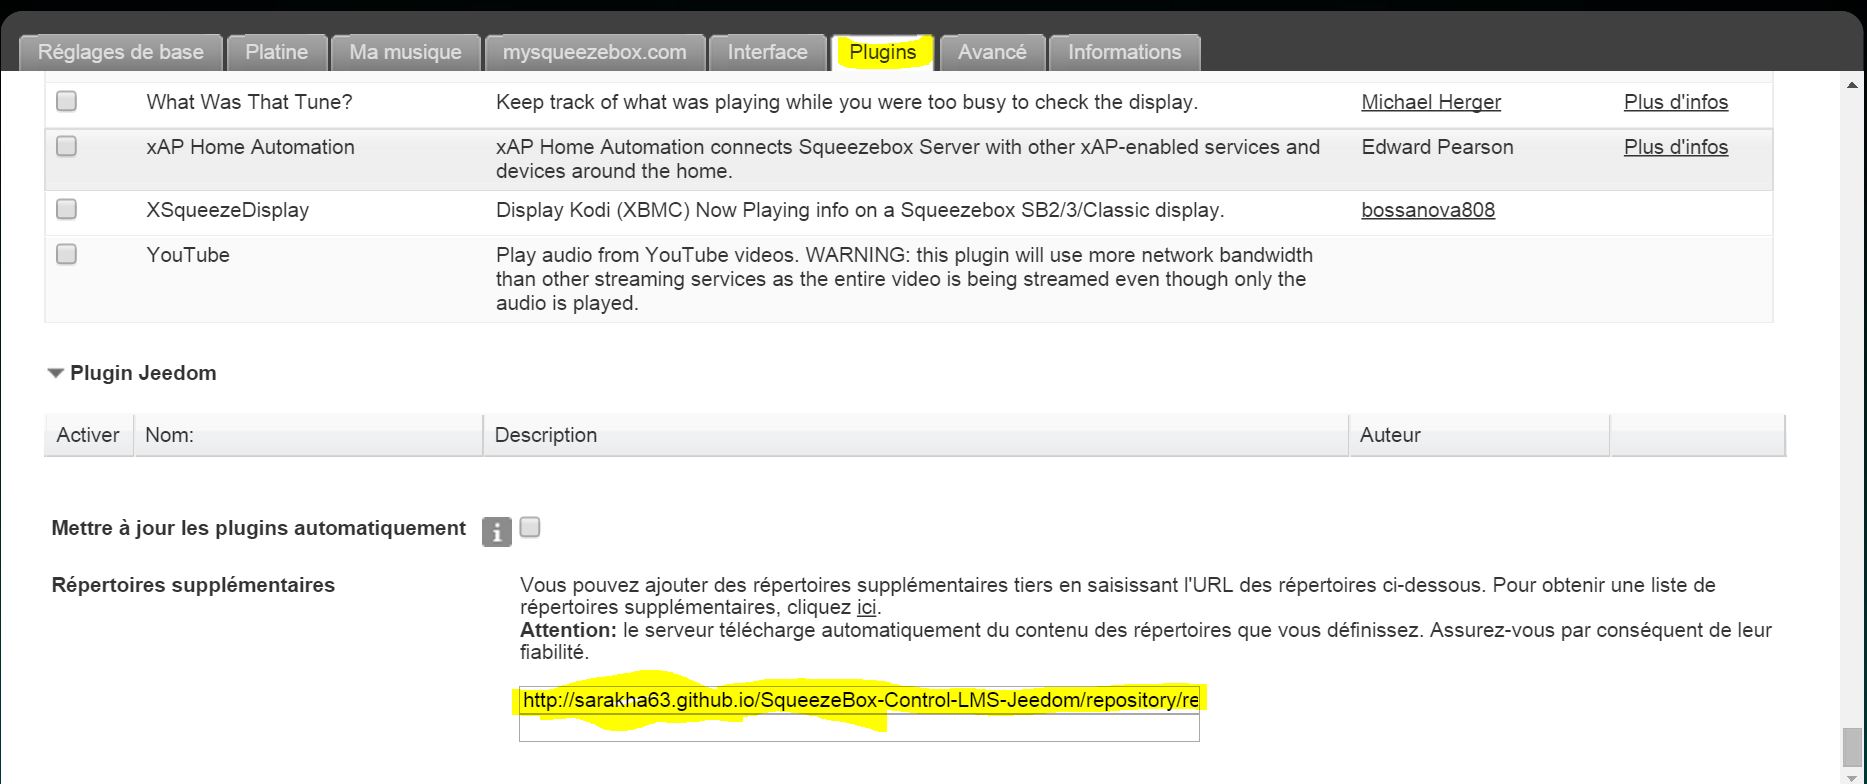 Réglages de base Platine Ma musique mysqueezebox.com Interface Plugins Avancé Informations
What Was That Tune? Keep track of what was playing while you were too busy to check the display. Michael Herger Plus d'infos
xAP Home Automation xAP Home Automation connects Squeezebox Server with other xAP-enabled services and Edward Pearson Plus d'infos
devices around the home.
XSqueezeDisplay Display Kodi (XBMC) Now Playing info on a Squeezebox SB2/3/Classic display. bossanova808
YouTube Play audio from YouTube videos. WARNING: this plugin will use more network bandwidth
than other streaming services as the entire video is being streamed even though only the
audio is played.
Plugin Jeedom
Activer Nom: Description Auteur
Mettre à jour les plugins automatiquement i
Répertoires supplémentaires Vous pouvez ajouter des répertoires supplémentaires tiers en saisissant l'URL des répertoires ci-dessous. Pour obtenir une liste de
répertoires supplémentaires, cliquez ici.
Attention: le serveur télécharge automatiquement du contenu des répertoires que vous définissez. Assurez-vous par conséquent de leur
fiabilité.
http://sarakha63.github.io/SqueezeBox-Control-LMS-Jeedom/repository/re